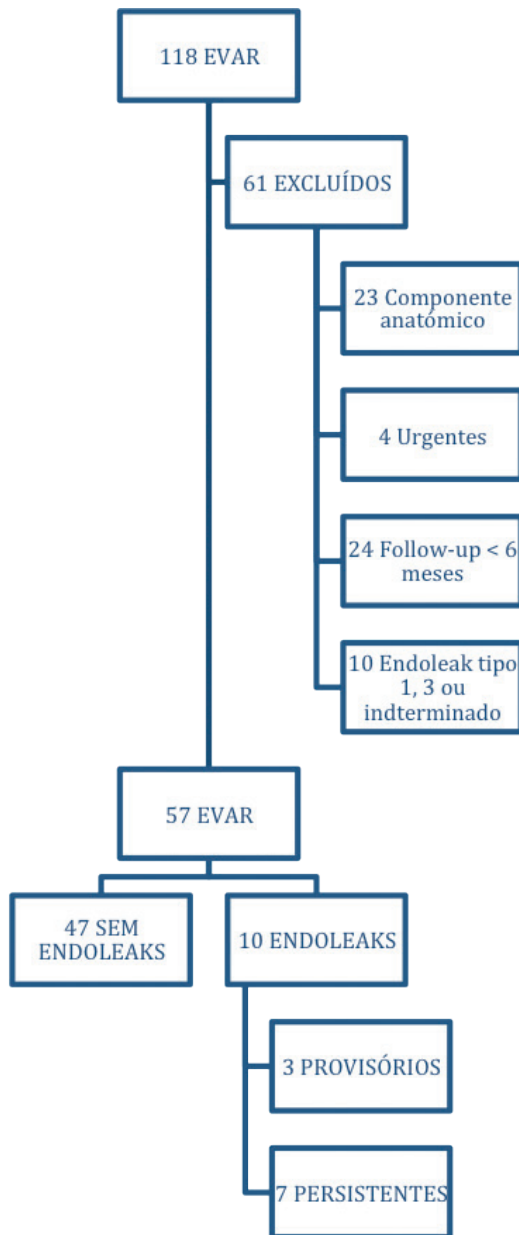 118 EVAR
61 EXCLUÍDOS
23 Componente
anatómico
4 Urgentes
24 Follow-up < 6
meses
10 Endoleak tipo
1, 3 ou
indterminado
57 EVAR
47 SEM
ENDOLEAKS
10 ENDOLEAKS
3 PROVISÓRIOS
7 PERSISTENTES